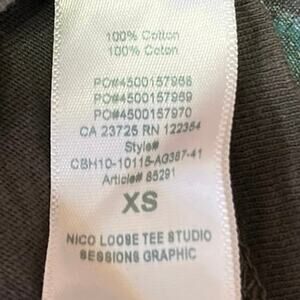 100% Cotton
100% Coton
PO#4500157968
PO#4500157969
PO#4500157970
CA 23725 RN 122354
Style#
CBH10-10115-AG387-41
Article# 85291
XS
NICO LOOSE TEE STUDIO
SESSIONS GRAPHIC